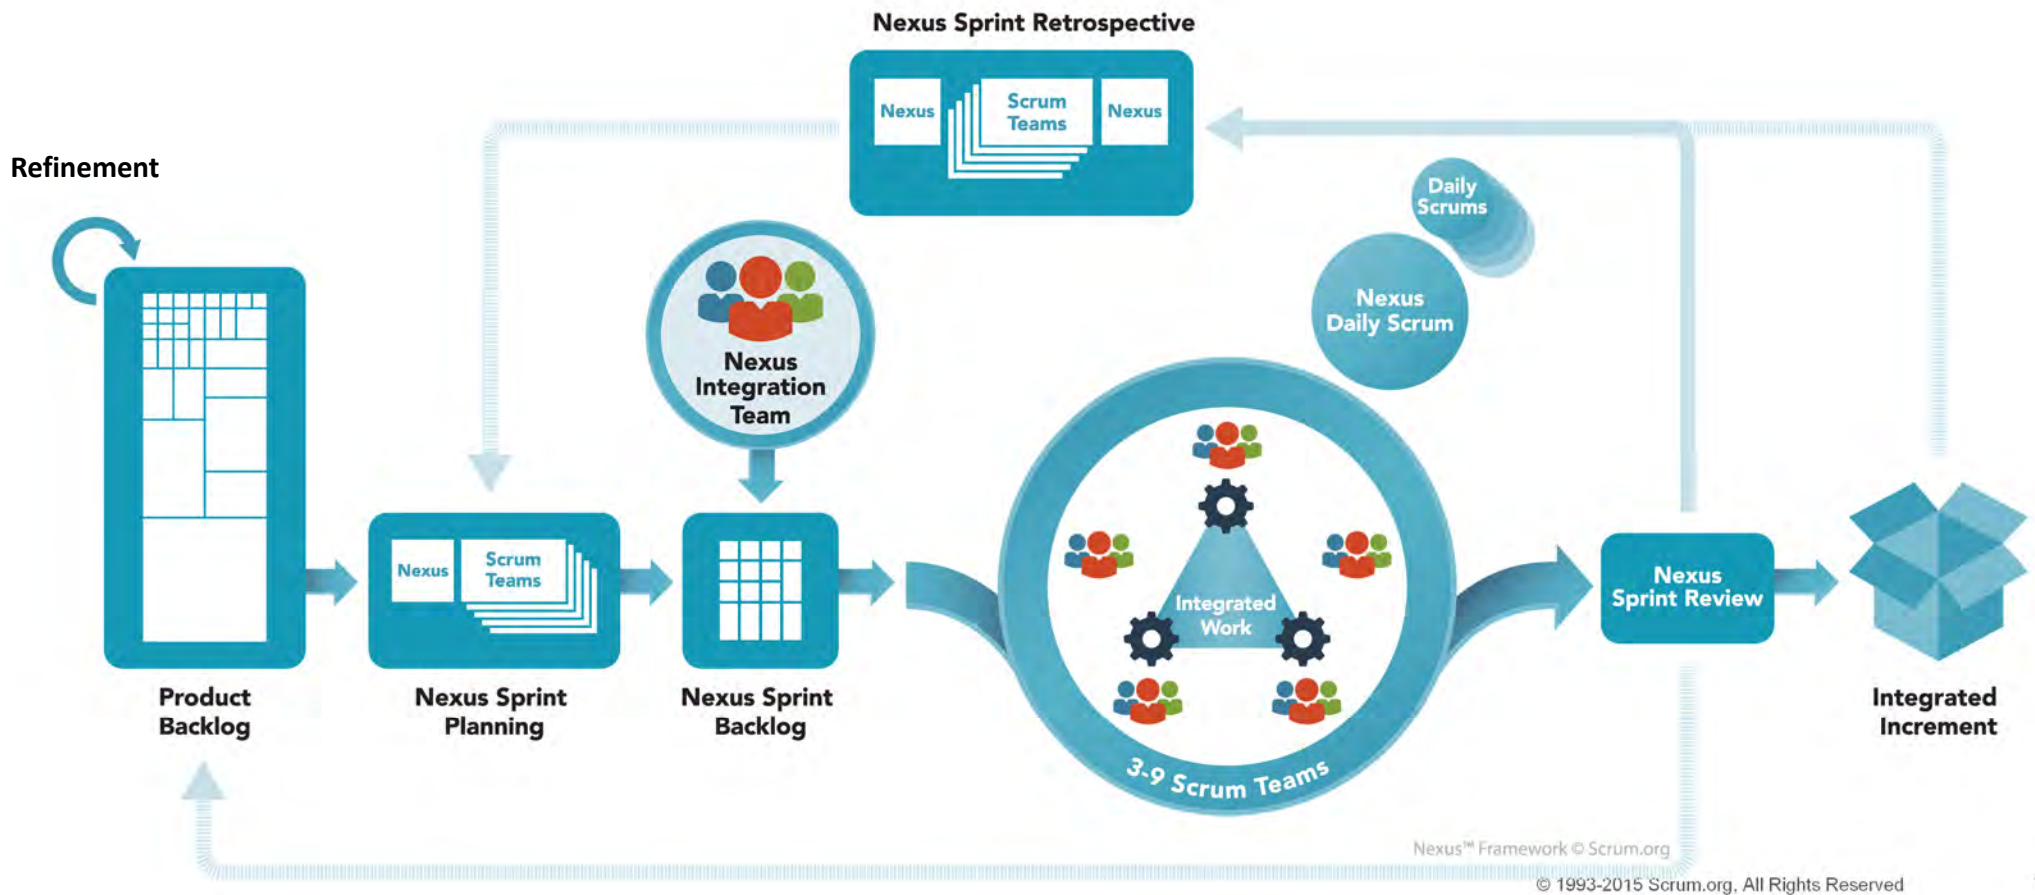 Nexus Sprint Retrospective
Nexus
Scrum
Teams
Nexus
Refinement
Daily
Scrums
Nexus
Daily Scrum
Nexus
Integration
Team
Nexus
Scrum
Teams
Integrated
Work
Nexus
Sprint Review
Product
Backlog
Nexus Sprint
Planning
Nexus Sprint
Backlog
3-9 Scrum Teams
Integrated
Increment
Nexus™ Framework © Scrum.org
© 1993-2015 Scrum.org, All Rights Reserved